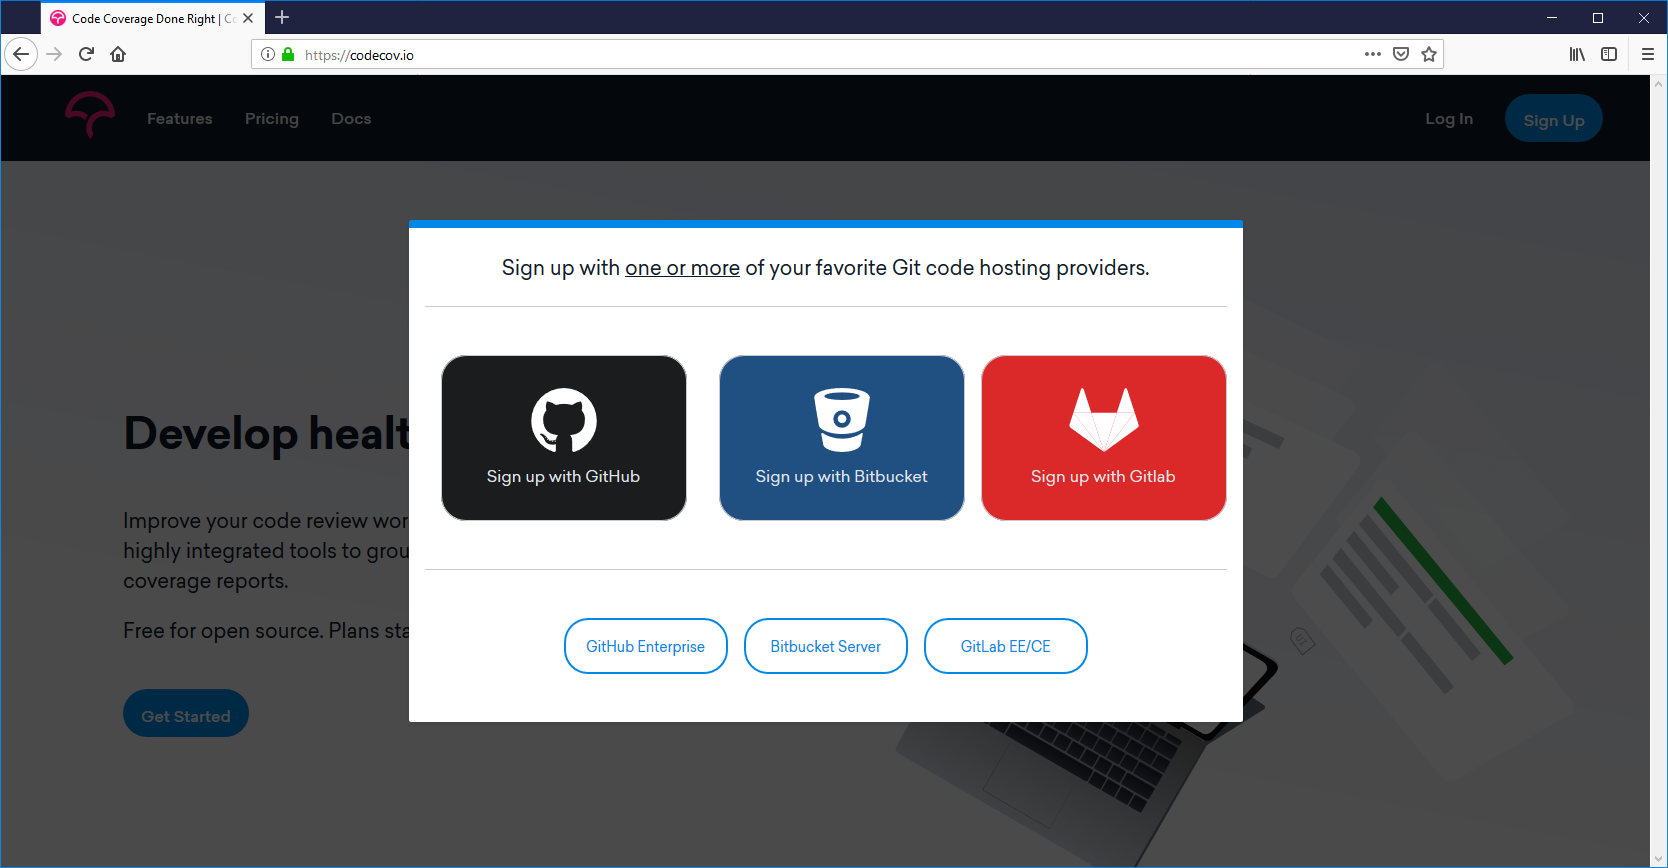 Code Coverage Done Right | Co
https://codecov.io
Features
Pricing
Docs
Log In
Sign Up
Sign up with one or more of your favorite Git code hosting providers.
Sign up with GitHub
Sign up with Bitbucket
Sign up with Gitlab
GitHub Enterprise
Bitbucket Server
GitLab EE/CE
Develop healt
Improve your code review wor
highly integrated tools to grou
coverage reports.
Free for open source. Plans sta
Get Started